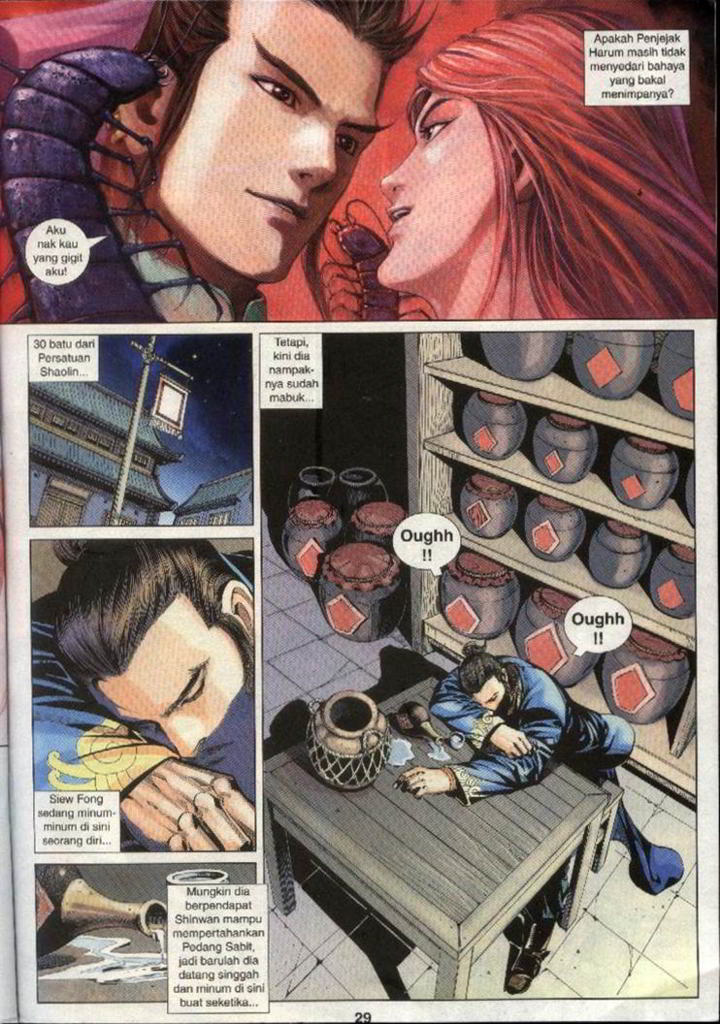 Apakah Penjejak
Harum masih tidak
menyedari bahaya
yang bakal
menimpanya?
Aku
nak kau
yang gigit
aku!
30 batu dari
Persatuan
Shaolin...
Tetapi,
kini dia
nampak-
nya sudah
mabuk...
Oughh
!!
Oughh
!!
Siew Fong
sedang minum-
minum di sini
seorang diri...
Mungkin dia
berpendapat
Shinwan mampu
mempertahankan
Pedang Sabit,
jadi barulah dia
datang singgah
dan minum di sini
buat seketika...
29